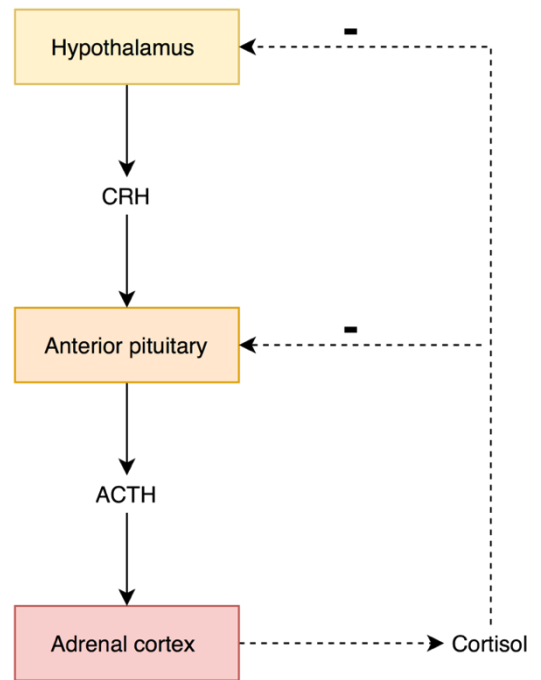 Hypothalamus
-
CRH
Anterior pituitary
-
ACTH
Adrenal cortex
Cortisol